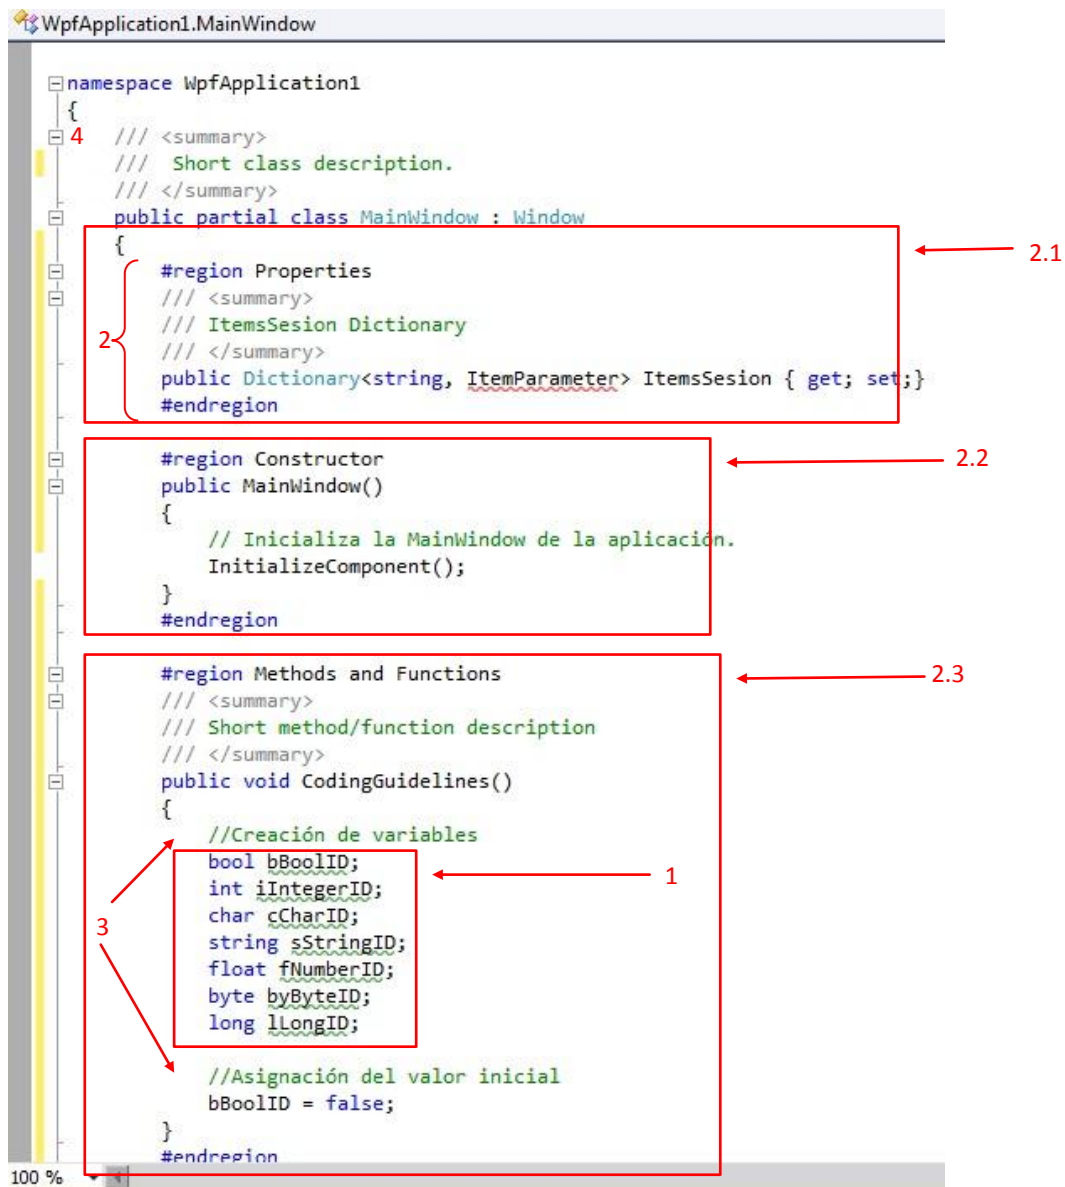 WpfApplication1.MainWindow
namespace WpfApplication1
{
4 /// <summary>
/// Short class description.
/// </summary>
public partial class MainWindow : Window
{
2.1
#region Properties
/// <summary>
/// ItemsSesion Dictionary
2
/// </summary>
public Dictionary<string, ItemParameter> ItemsSesion { get; set;}
#endregion
#region Constructor
2.2
public MainWindow()
{
// Inicializa la MainWindow de la aplicación.
InitializeComponent();
}
#endregion
#region Methods and Functions
2.3
/// <summary>
/// Short method/function description
/// </summary>
public void CodingGuidelines()
{
//Creación de variables
bool bBoolID;
1
int iIntegerID;
char cCharID;
3
string sStringID;
float fNumberID;
byte byByteID;
long lLongID;
//Asignación del valor inicial
bBoolID = false;
}
#endregion
100 %